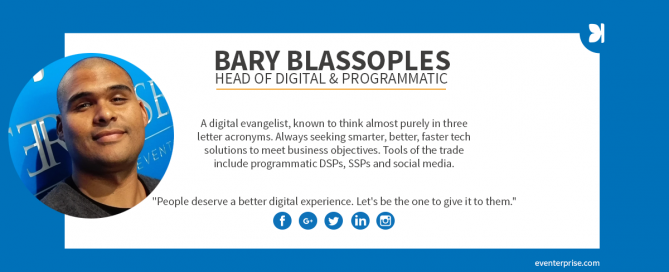 BARY BLASSOPLES
HEAD OF DIGITAL & PROGRAMMATIC
A digital evangelist, known to think almost purely in three
letter acronyms. Always seeking smarter, better, faster tech
solutions to meet business objectives. Tools of the trade
include programmatic DSPs, SSPs and social media.
"People deserve a better digital experience. Let's be the one to give it to them."
eventerprise.com